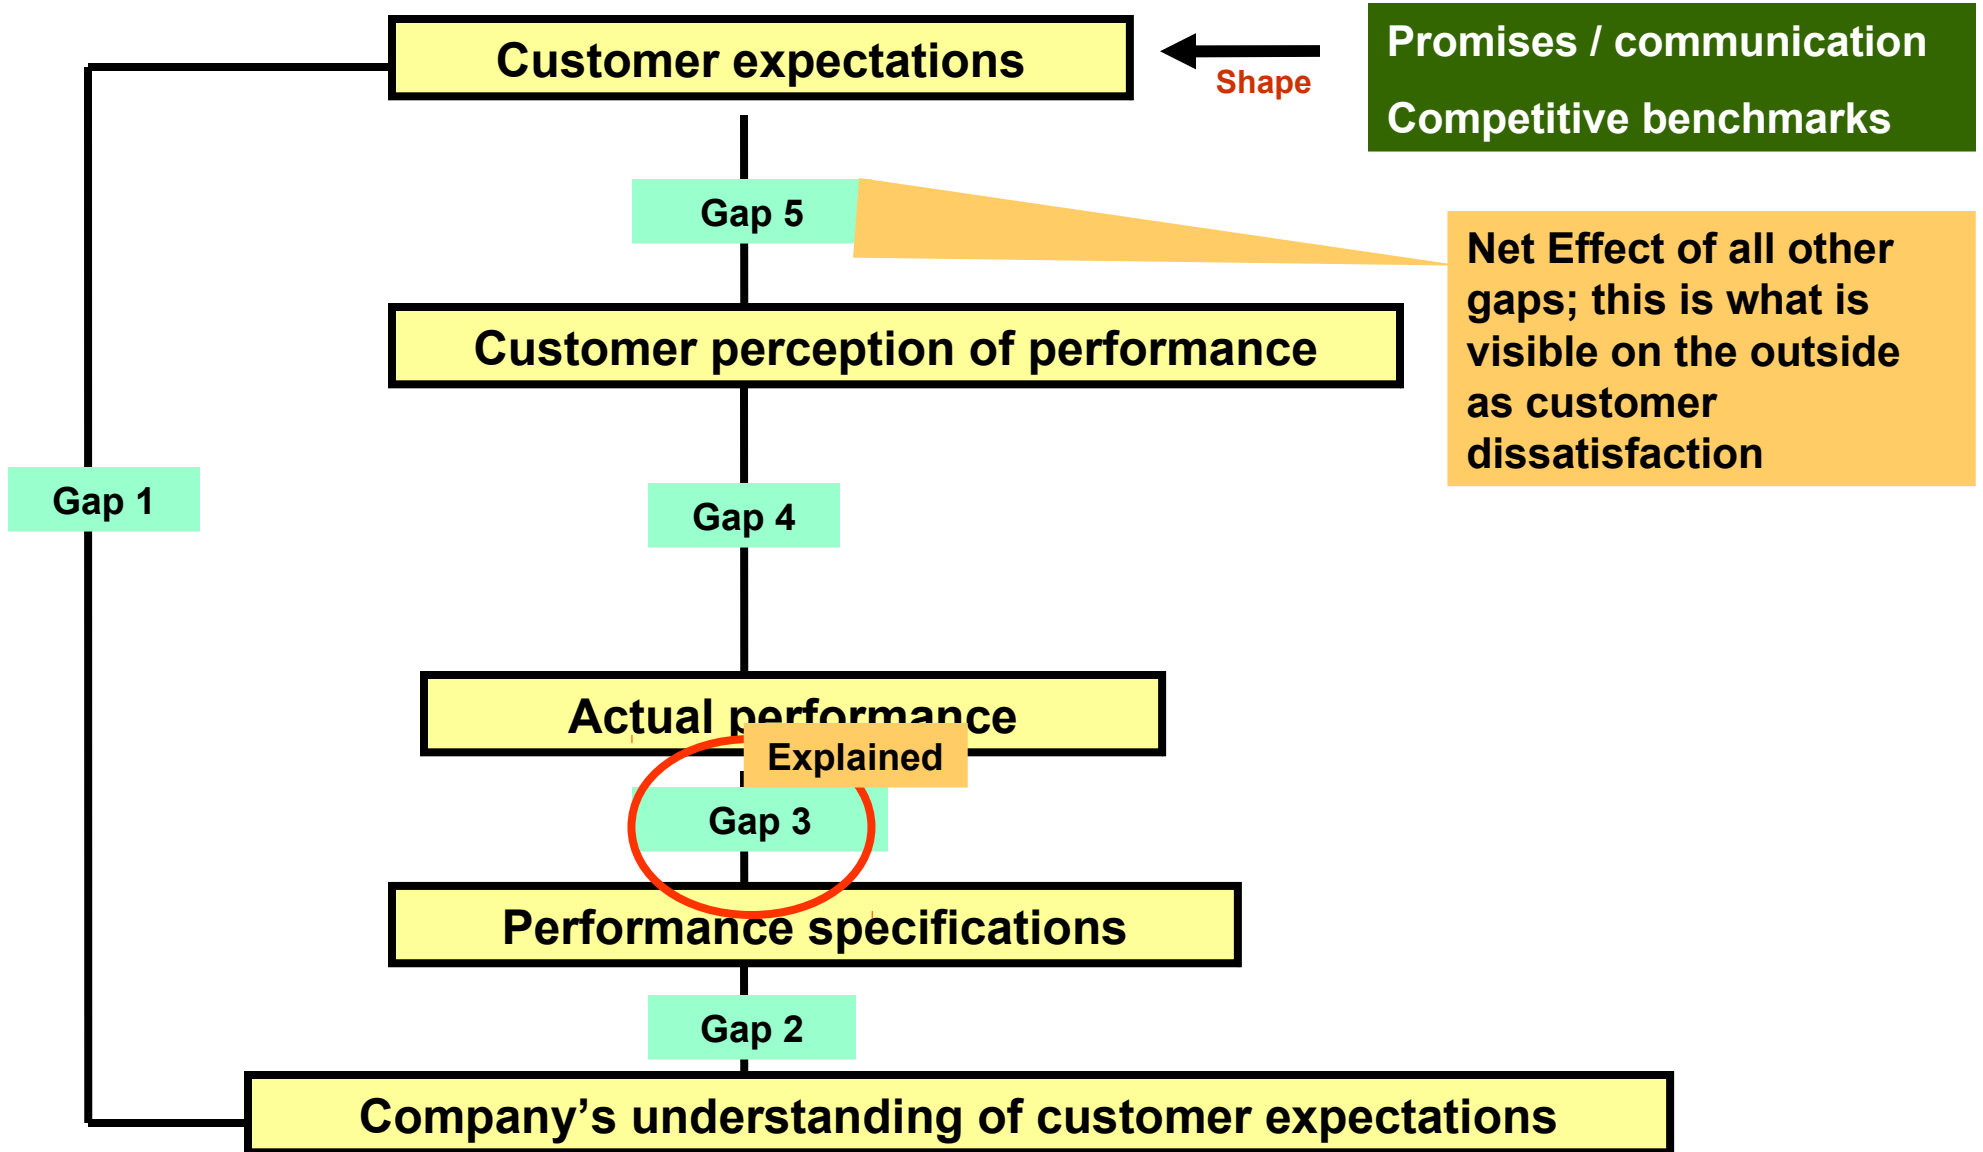 Customer expectations
Shape
Promises / communication
Competitive benchmarks
Gap 5
Net Effect of all other
gaps; this is what is
visible on the outside
as customer
dissatisfaction
Customer perception of performance
Gap 1
Gap 4
Actual performance
Explained
Gap 3
Performance specifications
Gap 2
Company’s understanding of customer expectations